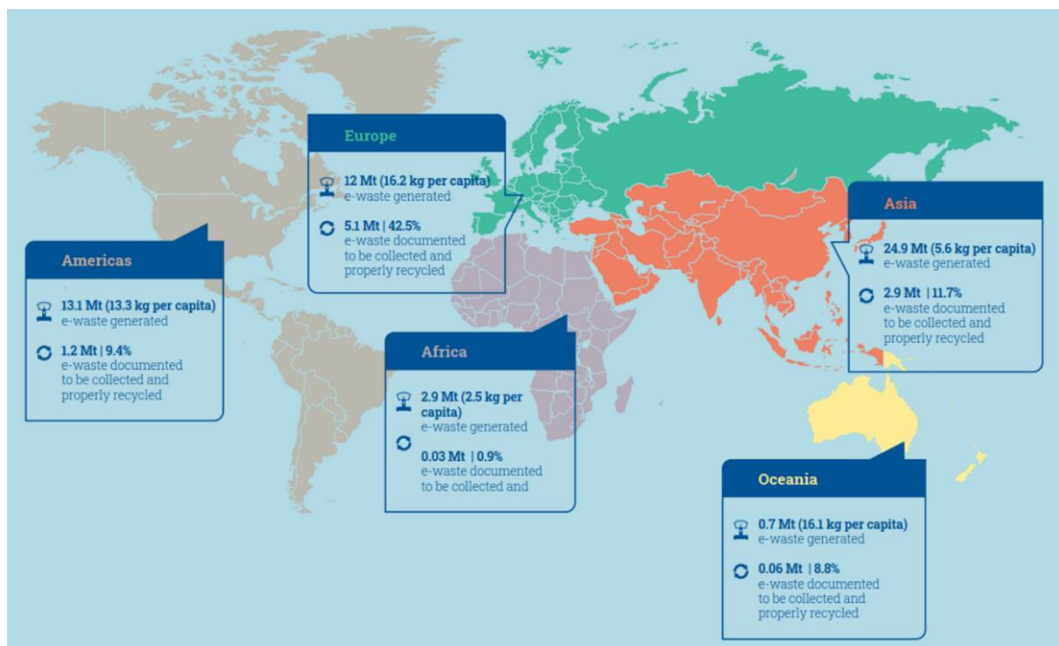 Europe
12 Mt (16.2 kg per capita)
e-waste generated
5.1 Mt | 42.5%
e-waste documented
to be collected and
properly recycled
Asia
24.9 Mt (5.6 kg per capita)
e-waste generated
2.9 Mt | 11.7%
e-waste documented
to be collected and
properly recycled
Americas
13.1 Mt (13.3 kg per capita)
e-waste generated
1.2 Mt | 9.4%
e-waste documented
to be collected and
properly recycled
Africa
2.9 Mt (2.5 kg per
capita)
e-waste generated
0.03 Mt | 0.9%
e-waste documented
to be collected and
Oceania
0.7 Mt (16.1 kg per capita)
e-waste generated
0.06 Mt | 8.8%
e-waste documented
to be collected and
properly recycled